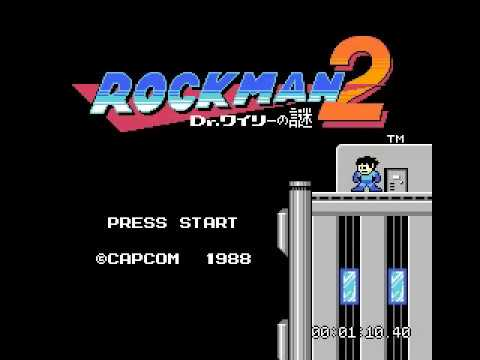 ROCKMAN 2
Dr.ワイリーの謎
TM
PRESS START
©CAPCOM 1988
00:01:10.40